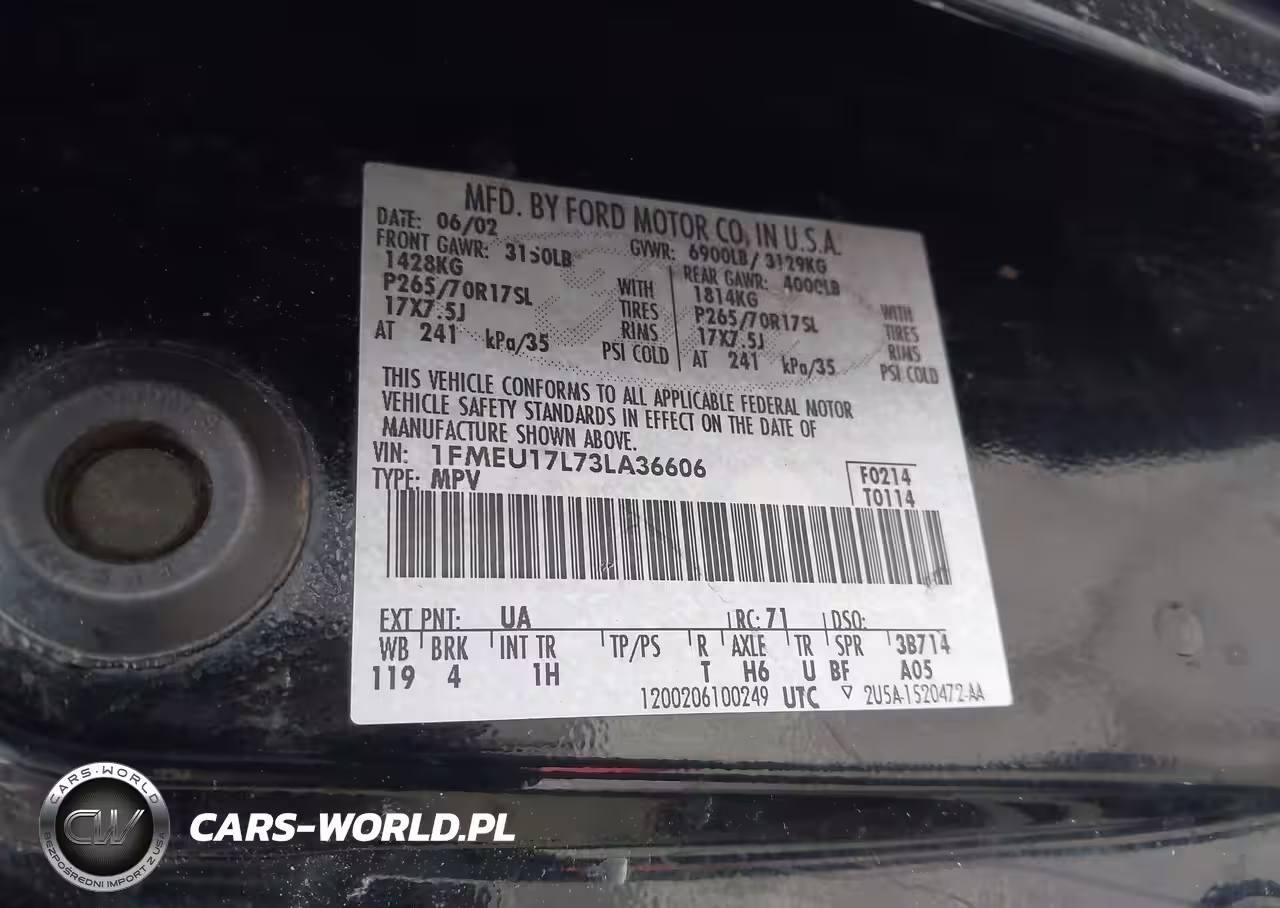 MFD. BY FORD MOTOR CO. IN U.S.A.
DATE: 06/02 GVWR: 6900LB / 3129KG
FRONT GAWR: 3150LB REAR GAWR: 4000LB
1428KG WITH 1814KG WITH
P265/70R17SL TIRES P265/70R17SL TIRES
17X7.5J RIMS 17X7.5J RIMS
AT 241 kPa/35 PSI COLD AT 241 kPa/35 PSI COLD
THIS VEHICLE CONFORMS TO ALL APPLICABLE FEDERAL MOTOR
VEHICLE SAFETY STANDARDS IN EFFECT ON THE DATE OF
MANUFACTURE SHOWN ABOVE.
VIN: 1FMEU17L73LA36606 F0214
TYPE: MPV T0114
EXT PNT: UA RC: 71 DSO:
WB BRK INT TR TP/PS R AXLE TR SPR 3B714
119 4 1H T H6 U BF A05
1200206100249 UTC ▽ 2U5A-1520472-AA
CARS-WORLD
CW
BEZPOŚREDNI IMPORT Z USA
CARS-WORLD.PL